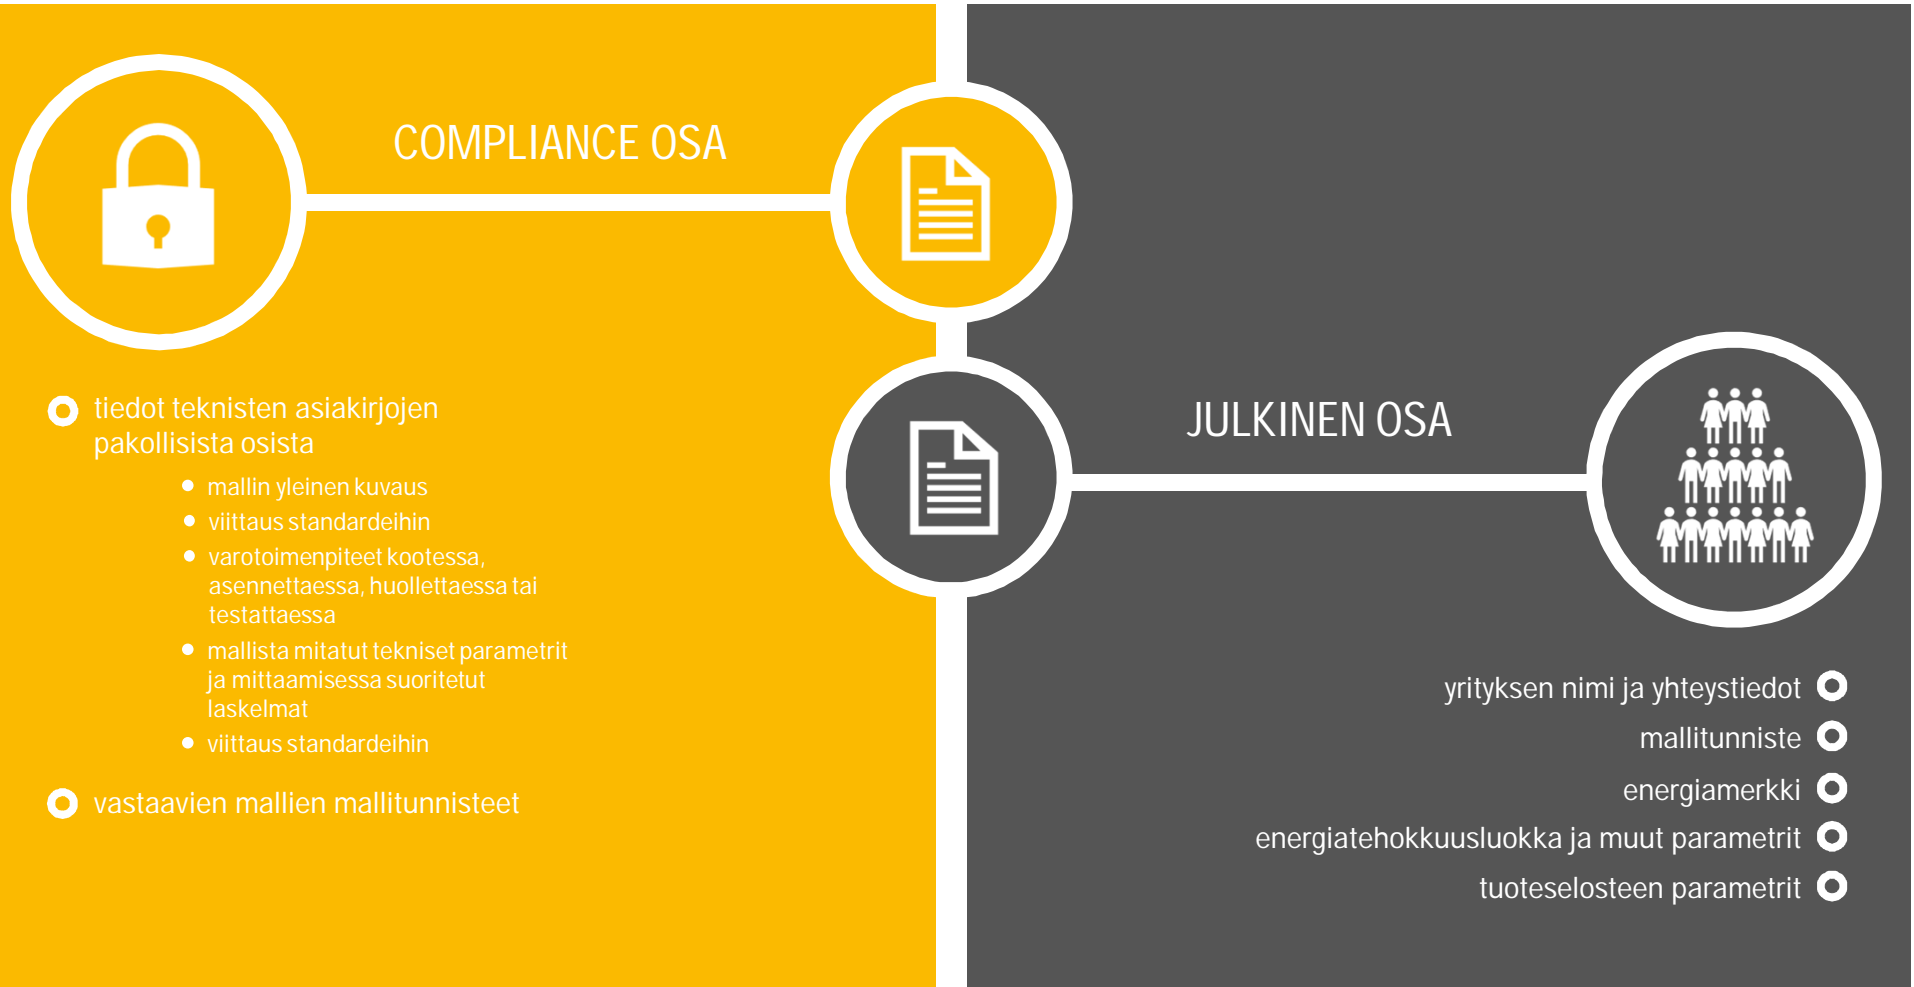 COMPLIANCE OSA
tiedot teknisten asiakirjojen
pakollisista osista
mallin yleinen kuvaus
viittaus standardeihin
varotoimenpiteet kootessa,
asennettaessa, huollettaessa tai
testattaessa
mallista mitatut tekniset parametrit
ja mittaamisessa suoritetut
laskelmat
viittaus standardeihin
vastaavien mallien mallitunnisteet
JULKINEN OSA
yrityksen nimi ja yhteystiedot
mallitunniste
energiamerkki
energiatehokkuusluokka ja muut parametrit
tuoteselosteen parametrit